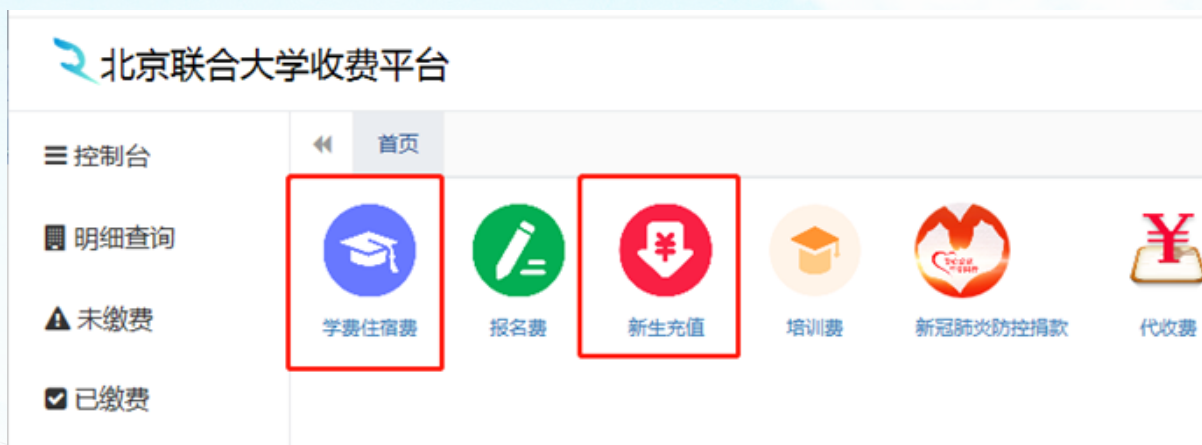 北京联合大学收费平台
控制台
首页
明细查询
未缴费
已缴费
学费住宿费
报名费
新生充值
培训费
新冠肺炎防控捐款
代收费